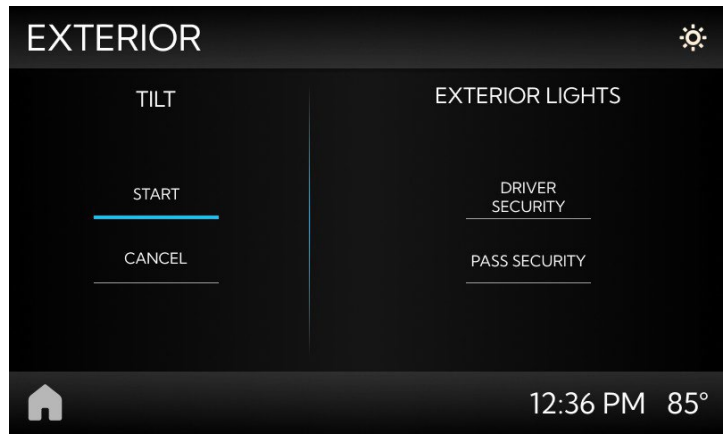 EXTERIOR
TILT
EXTERIOR LIGHTS
START
DRIVER
SECURITY
CANCEL
PASS SECURITY
12:36 PM 85°